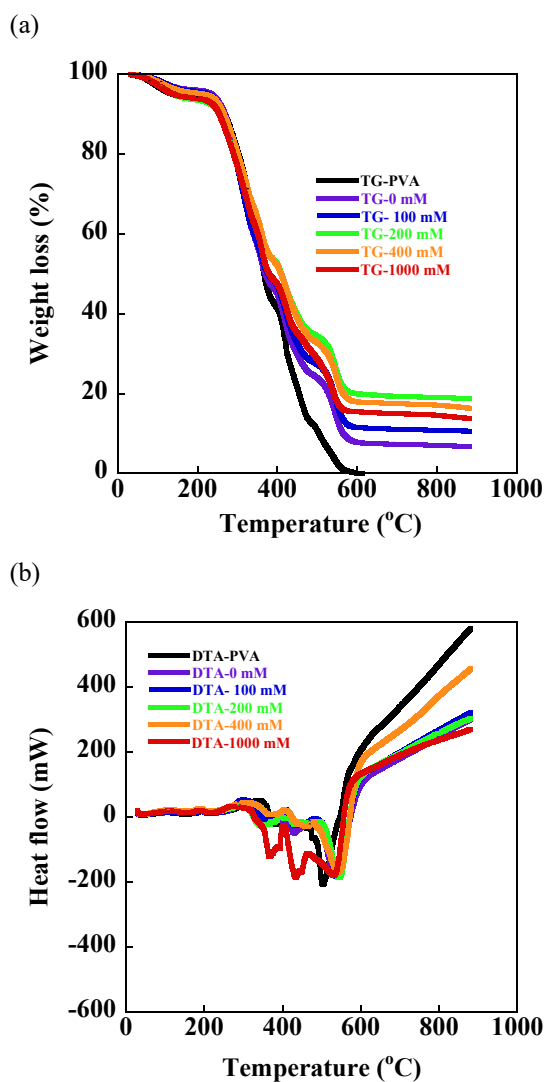 (a)
100
80
60
40
20
0
Weight loss (%)
TG-PVA
TG-0 mM
TG- 100 mM
TG-200 mM
TG-400 mM
TG-1000 mM
0 200 400 600 800 1000
Temperature (°C)
(b)
600
400
200
0
-200
-400
-600
Heat flow (mW)
DTA-PVA
DTA-0 mM
DTA- 100 mM
DTA-200 mM
DTA-400 mM
DTA-1000 mM
0 200 400 600 800 1000
Temperature (°C)